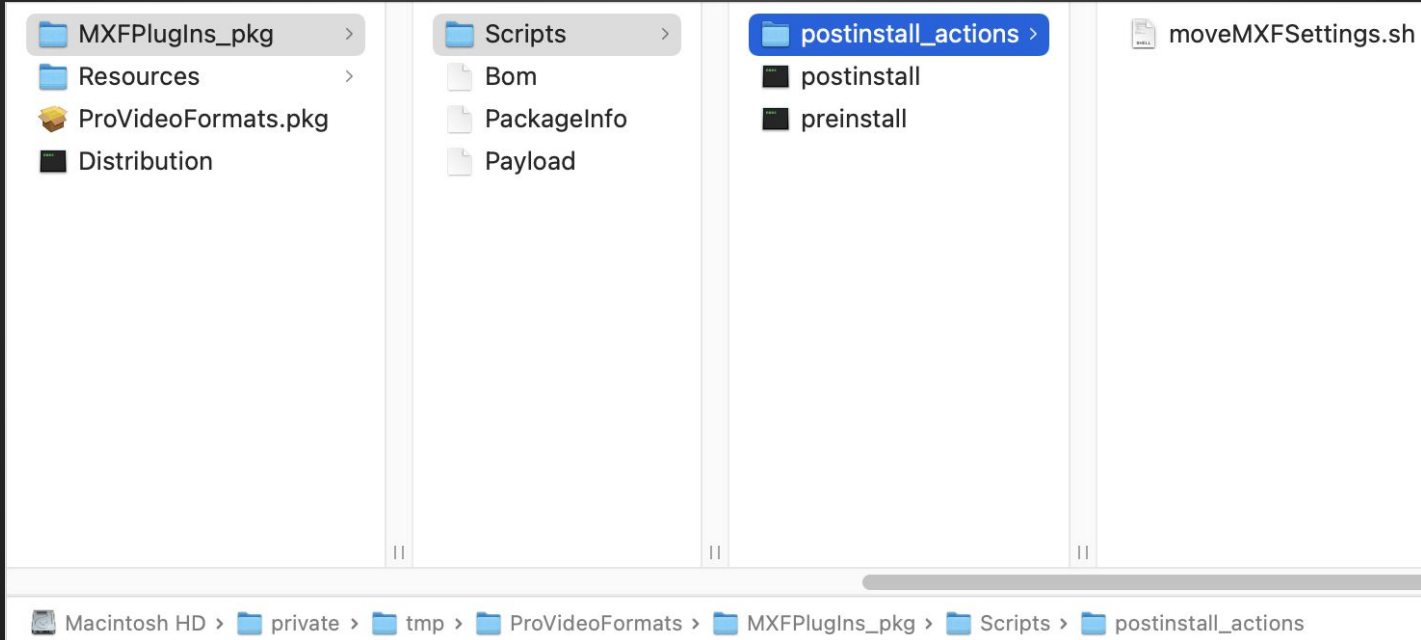 MXFPlugIns_pkg
Resources
ProVideoFormats.pkg
Distribution
Scripts
Bom
PackageInfo
Payload
postinstall_actions
postinstall
preinstall
moveMXFSettings.sh
Macintosh HD › private › tmp › ProVideoFormats › MXFPlugIns_pkg › Scripts › postinstall_actions